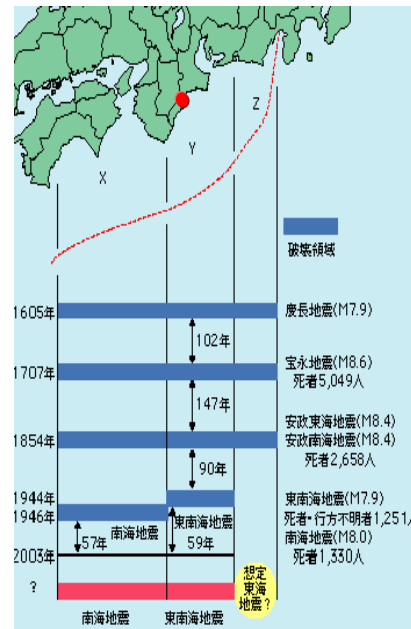 Z
Y
X
破壊領域
1605年
慶長地震(M7.9)
102年
1707年
宝永地震(M8.6)
死者5,049人
147年
安政東海地震(M8.4)
1854年
安政南海地震(M8.4)
死者2,658人
90年
1944年
東南海地震(M7.9)
1946年
死者・行方不明者1,251人
南海地震
東南海地震
南海地震(M8.0)
57年
59年
死者1,330人
2003年
?
想定
東海
地震?
南海地震
東南海地震